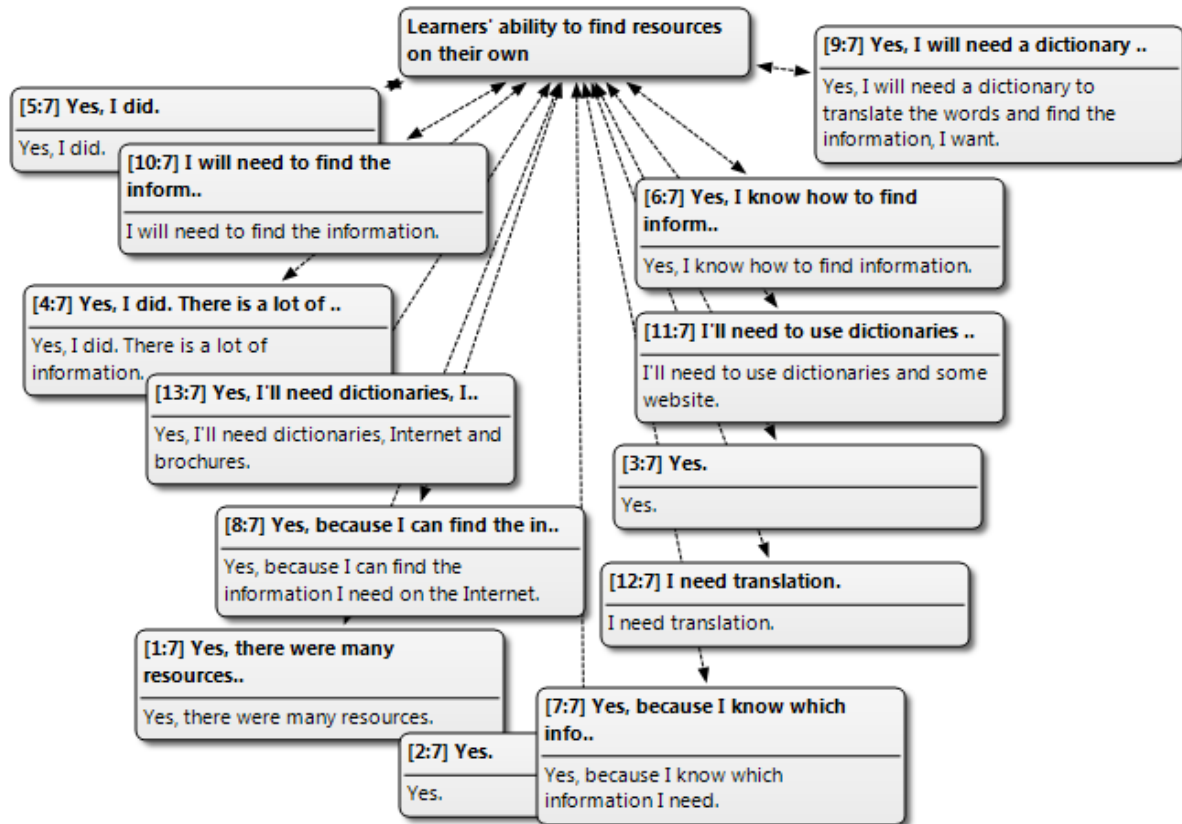 Learners' ability to find resources
on their own
[9:7] Yes, I will need a dictionary ..
Yes, I will need a dictionary to
translate the words and find the
information, I want.
[5:7] Yes, I did.
Yes, I did.
[10:7] I will need to find the
inform..
I will need to find the information.
[6:7] Yes, I know how to find
inform..
Yes, I know how to find information.
[4:7] Yes, I did. There is a lot of ..
Yes, I did. There is a lot of
information.
[11:7] I'll need to use dictionaries ..
I'll need to use dictionaries and some
website.
[13:7] Yes, I'll need dictionaries, I..
Yes, I'll need dictionaries, Internet and
brochures.
[3:7] Yes.
Yes.
[8:7] Yes, because I can find the in..
Yes, because I can find the
information I need on the Internet.
[12:7] I need translation.
I need translation.
[1:7] Yes, there were many
resources..
Yes, there were many resources.
[7:7] Yes, because I know which
info..
Yes, because I know which
information I need.
[2:7] Yes.
Yes.